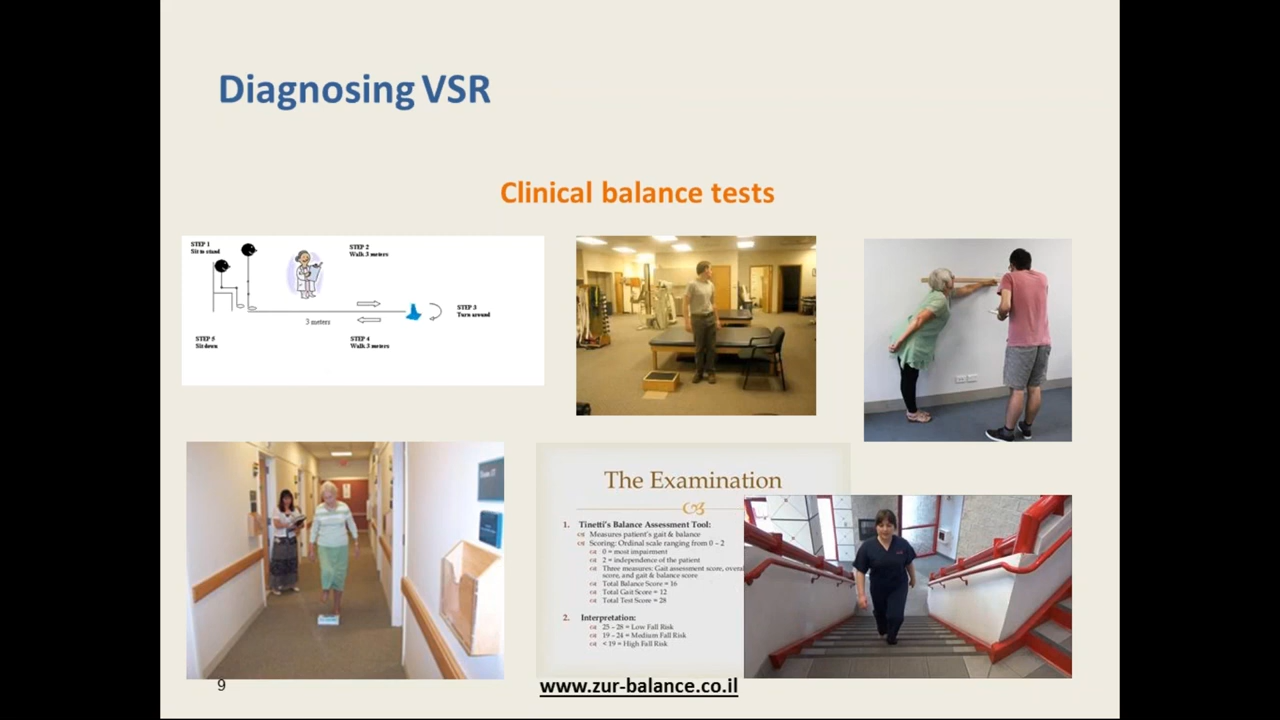 Diagnosing VSR
Clinical balance tests
STEP 1
Sit to stand
STEP 2
Walk 3 meters
STEP 3
Turn around
3 meters
STEP 5
Sit down
STEP 4
Walk 3 meters
The Examination
1. Tinetti's Balance Assessment Tool:
Measures patient's gait & balance
Scoring: Ordinal scale ranging from 0 – 2
0 = most impairment
2 = independence of the patient
Three measures: Gait assessment score, overal
score, and gait & balance score
Total Balance Score = 16
Total Gait Score = 12
Total Test Score = 28
2. Interpretation:
25 – 28 = Low Fall Risk
19 – 24 = Medium Fall Risk
< 19 = High Fall Risk
9
www.zur-balance.co.il